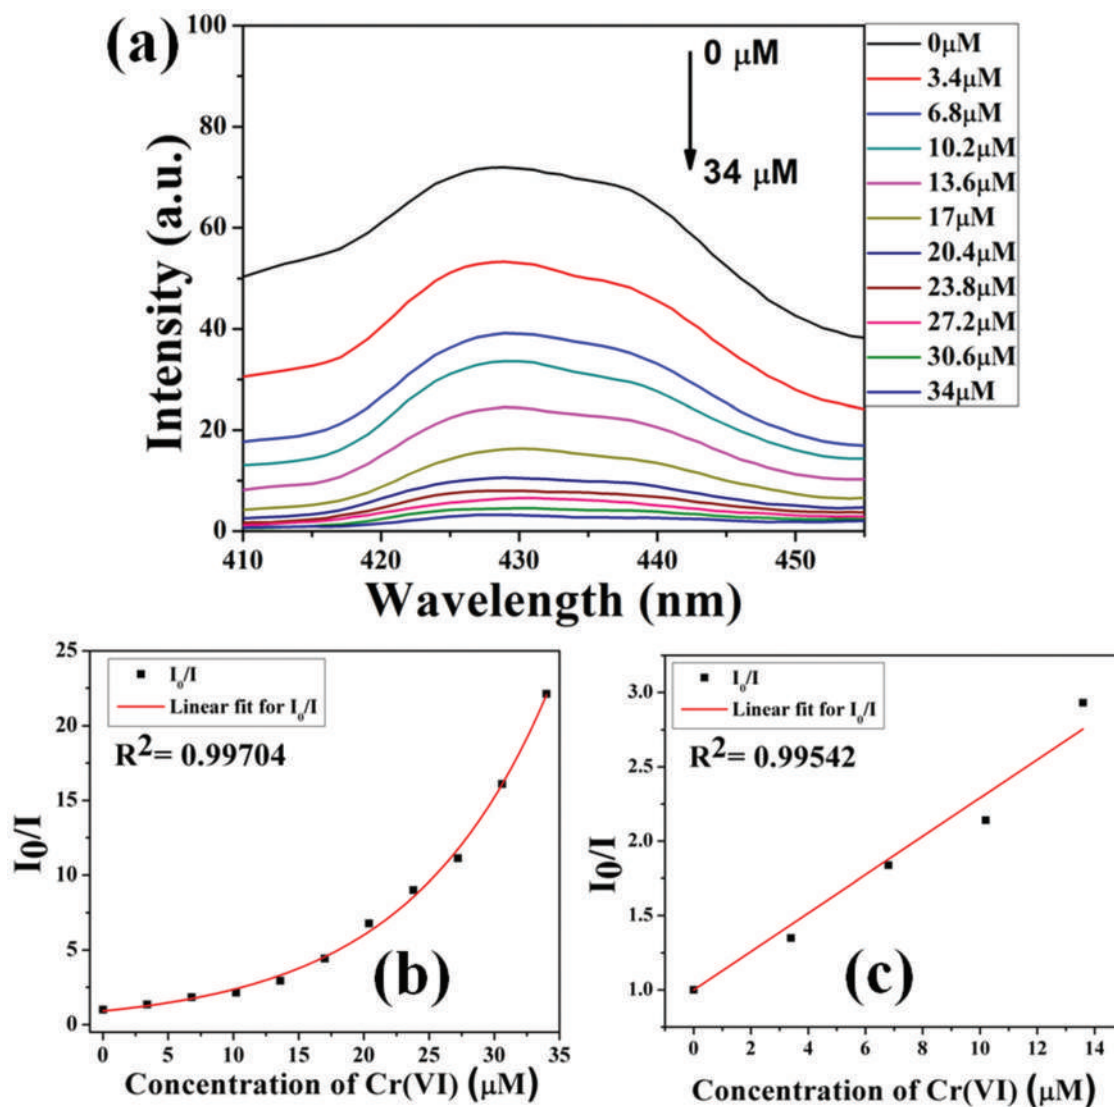 (a)
100
80
60
40
20
0
Intensity (a.u.)
410 420 430 440 450
Wavelength (nm)
0 μM
34 μM
0μM
3.4μM
6.8μM
10.2μM
13.6μM
17μM
20.4μM
23.8μM
27.2μM
30.6μM
34μM
25
20
15
10
5
0
I0/I
I0/I
Linear fit for I0/I
R2= 0.99704
(b)
0 5 10 15 20 25 30 35
Concentration of Cr(VI) (μM)
3.0
2.5
2.0
1.5
1.0
I0/I
I0/I
Linear fit for I0/I
R2= 0.99542
(c)
0 2 4 6 8 10 12 14
Concentration of Cr(VI) (μM)